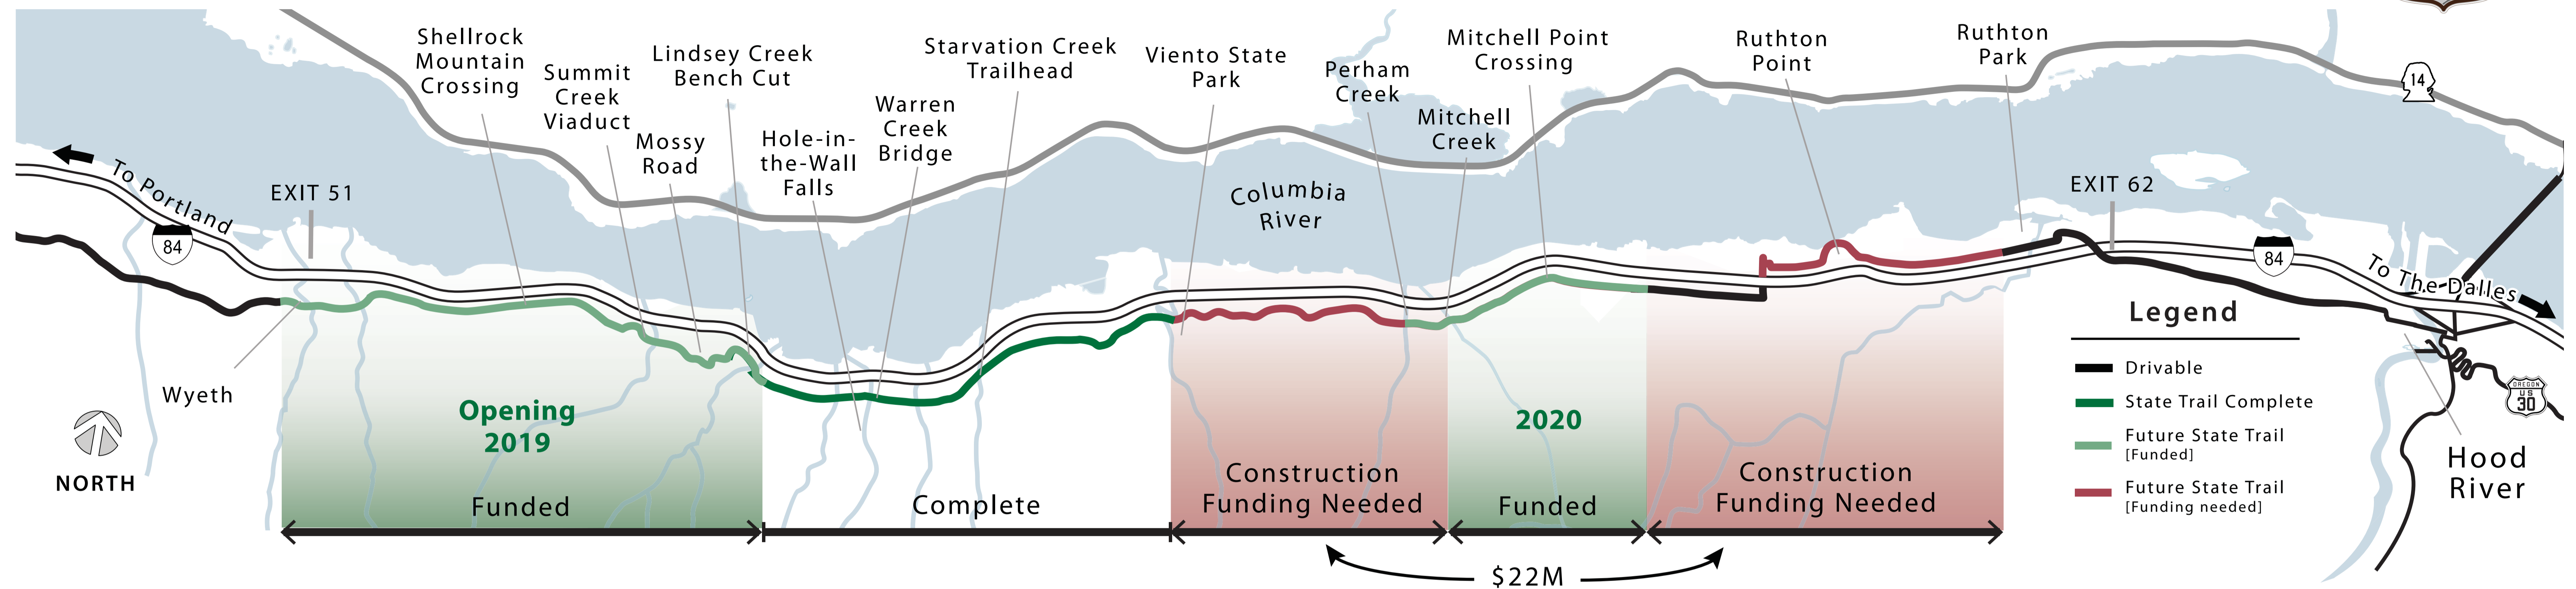 Shellrock
Mountain
Crossing
Summit
Creek
Viaduct
Lindsey Creek
Bench Cut
Mossy
Road
Hole-in-
the-Wall
Falls
Warren
Creek
Bridge
Starvation Creek
Trailhead
Viento State
Park
Perham
Creek
Mitchell Point
Crossing
Mitchell
Creek
Ruthton
Point
Ruthton
Park
14
To Portland
84
EXIT 51
Columbia
River
EXIT 62
84
To The Dalles
Wyeth
NORTH
Opening
2019
Funded
Complete
Construction
Funding Needed
2020
Funded
Construction
Funding Needed
$22M
Legend
Drivable
State Trail Complete
Future State Trail
[Funded]
Future State Trail
[Funding needed]
OREGON
US
30
Hood
River